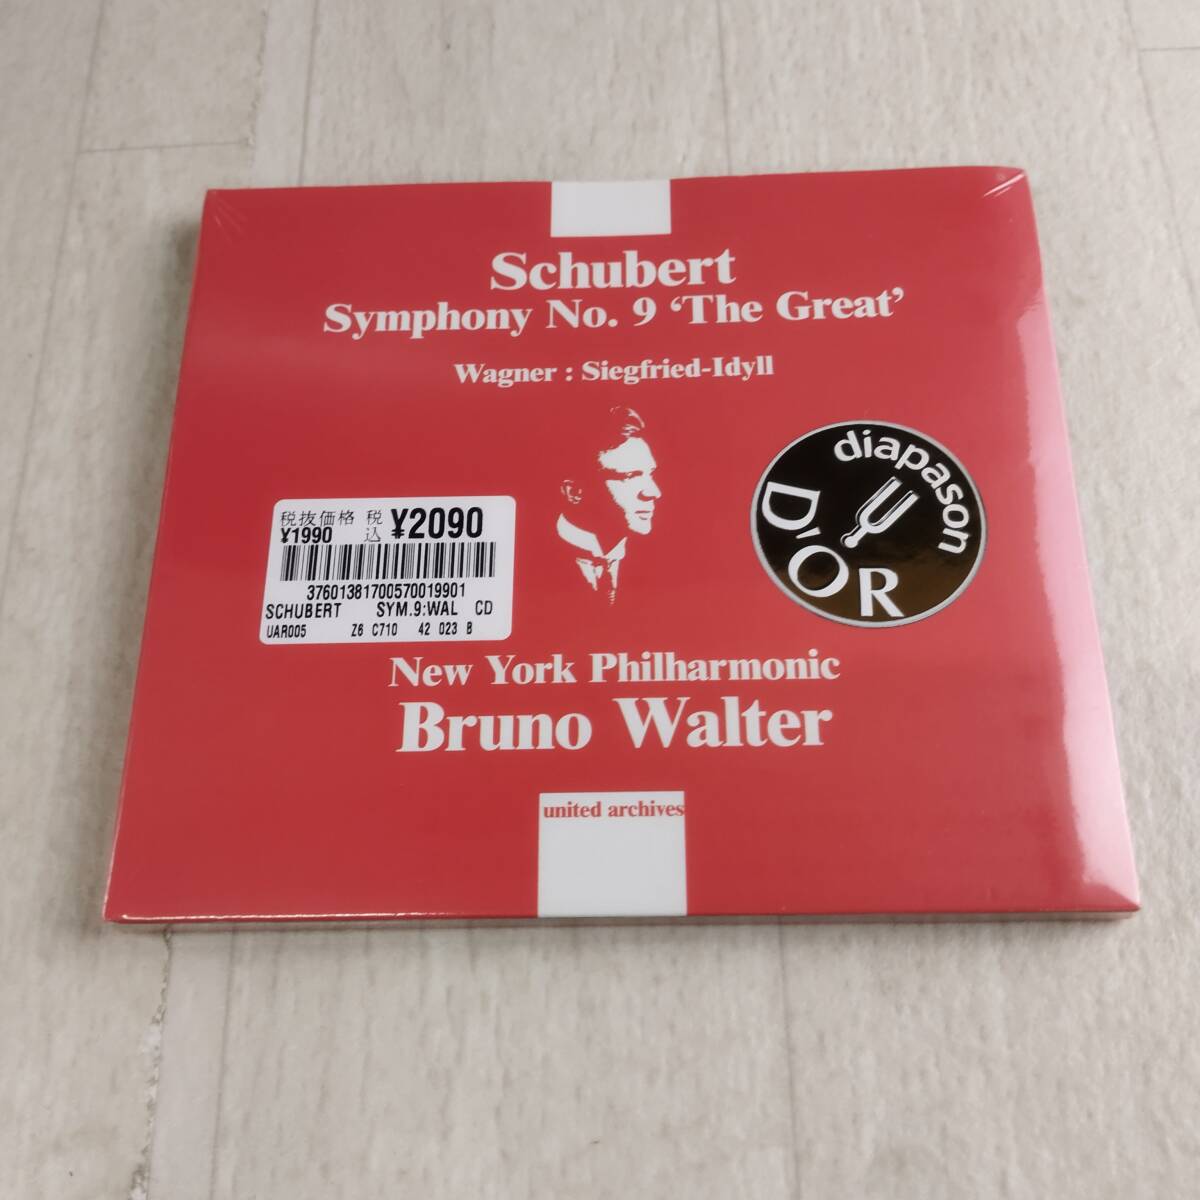 Schubert
Symphony No. 9 ‘The Great’
Wagner : Siegfried-Idyll
diapason
D'OR
税抜価格 税込 ¥2090
¥1990
37601381700570019901
SCHUBERT SYM.9:WAL CD
UAR005 Z6 C710 42 023 B
New York Philharmonic
Bruno Walter
united archives